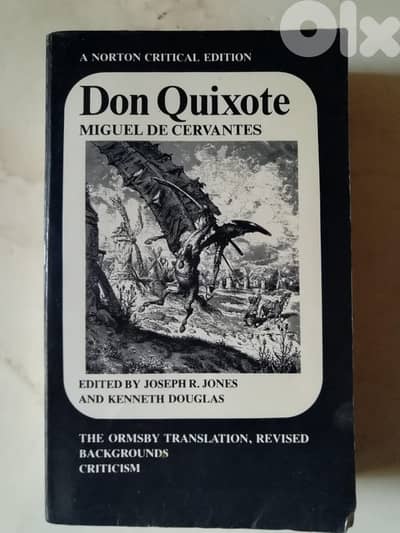 olx
A NORTON CRITICAL EDITION
Don Quixote
MIGUEL DE CERVANTES
EDITED BY JOSEPH R. JONES
AND KENNETH DOUGLAS
THE ORMSBY TRANSLATION, REVISED
BACKGROUNDS
CRITICISM